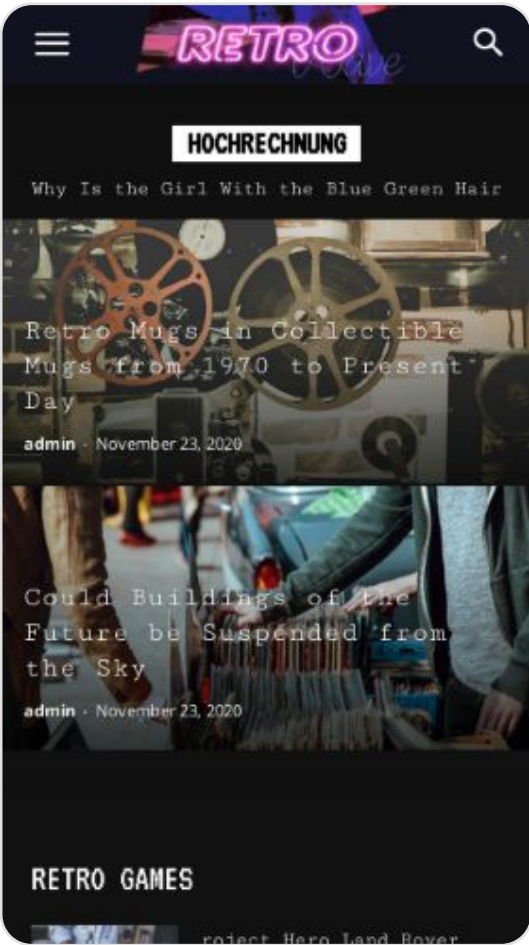 RETRO
Wave
HOCHRECHNUNG
Why Is the Girl With the Blue Green Hair
Retro Mugs in Collectible
Mugs from 1970 to Present
Day
admin - November 23, 2020
Could Buildings of the
Future be Suspended from
the Sky
admin - November 23, 2020
RETRO GAMES
roject Hero Land Rover